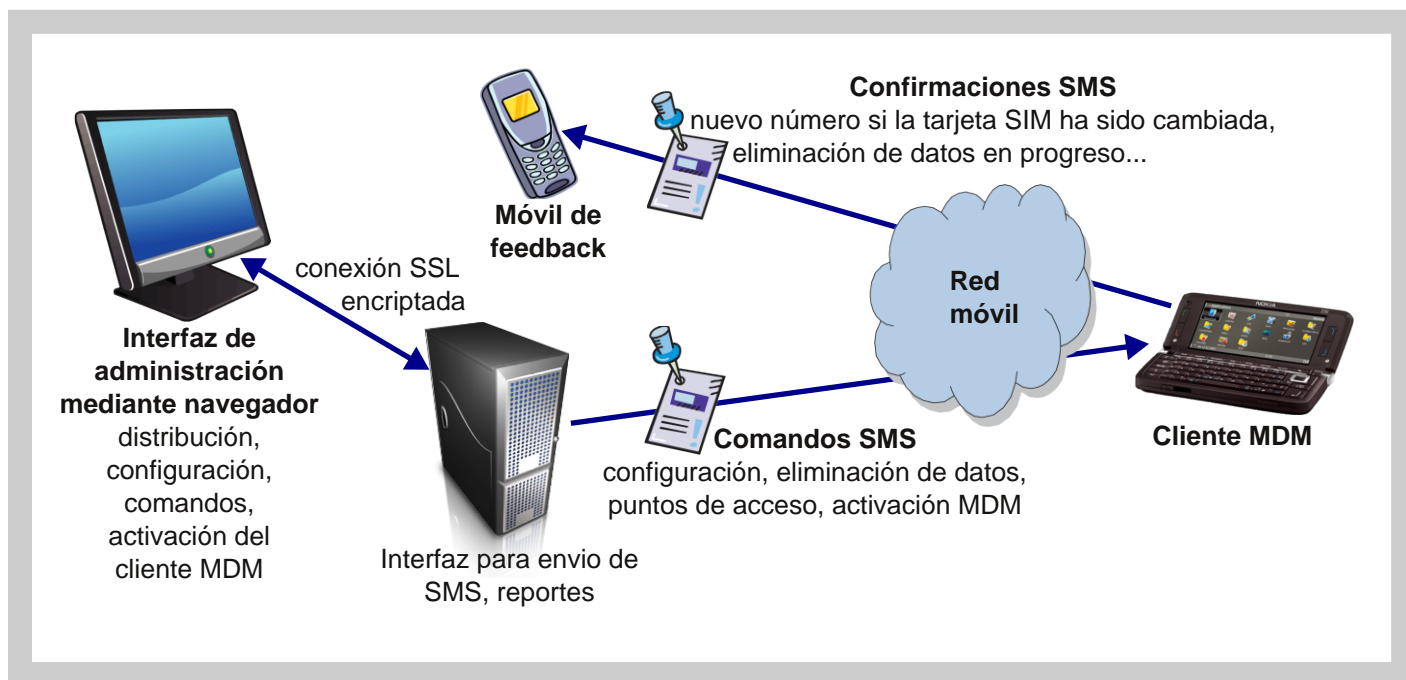 Confirmaciones SMS
nuevo número si la tarjeta SIM ha sido cambiada,
eliminación de datos en progreso...
Móvil de
feedback
conexión SSL
encriptada
Red
móvil
NOKIA
Interfaz de
administración
mediante navegador
distribución,
configuración,
comandos,
activación del
cliente MDM
Comandos SMS
configuración, eliminación de datos,
puntos de acceso, activación MDM
Cliente MDM
Interfaz para envio de
SMS, reportes